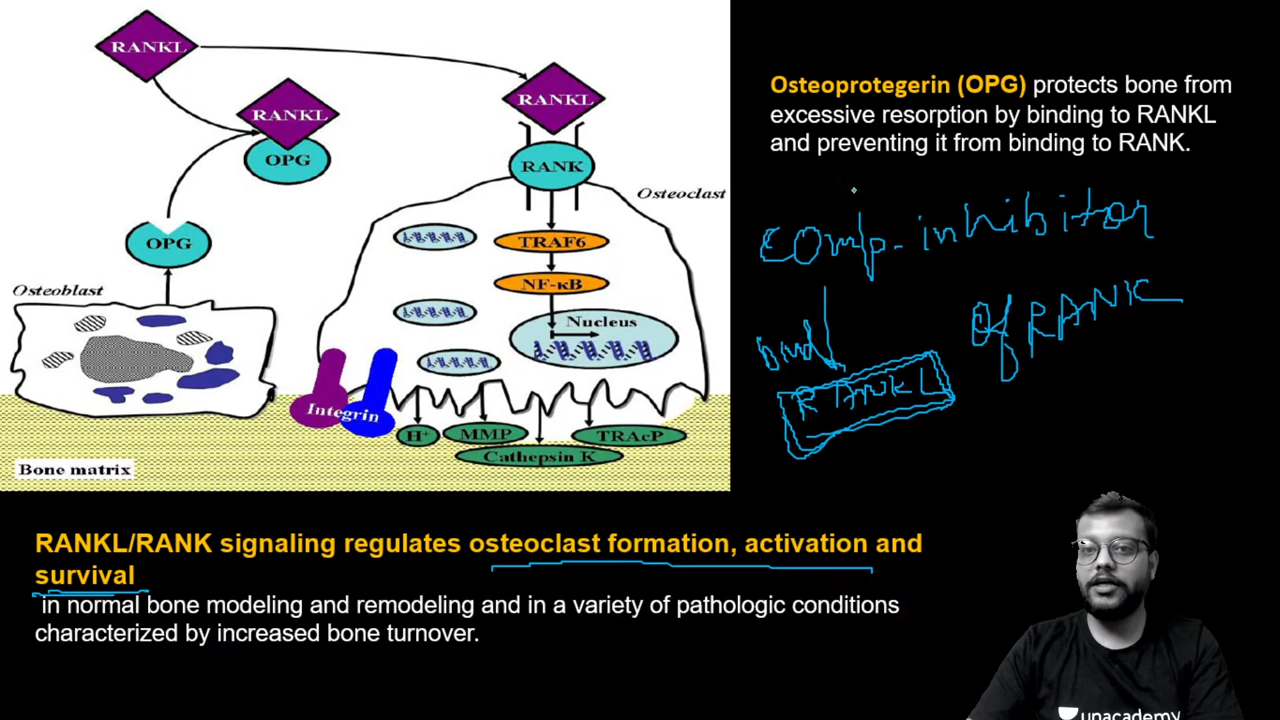 RANKL
RANKL
OPG
RANKL
RANK
Osteoclast
TRAF6
NF-κB
Nucleus
OPG
Osteoblast
Integrin
H⁺
MMP
TRAcP
Cathepsin K
Bone matrix
Osteoprotegerin (OPG) protects bone from
excessive resorption by binding to RANKL
and preventing it from binding to RANK.
comp- inhibitor
of RANK
bind
RANKL
RANKL/RANK signaling regulates osteoclast formation, activation and
survival
in normal bone modeling and remodeling and in a variety of pathologic conditions
characterized by increased bone turnover.
unacademy